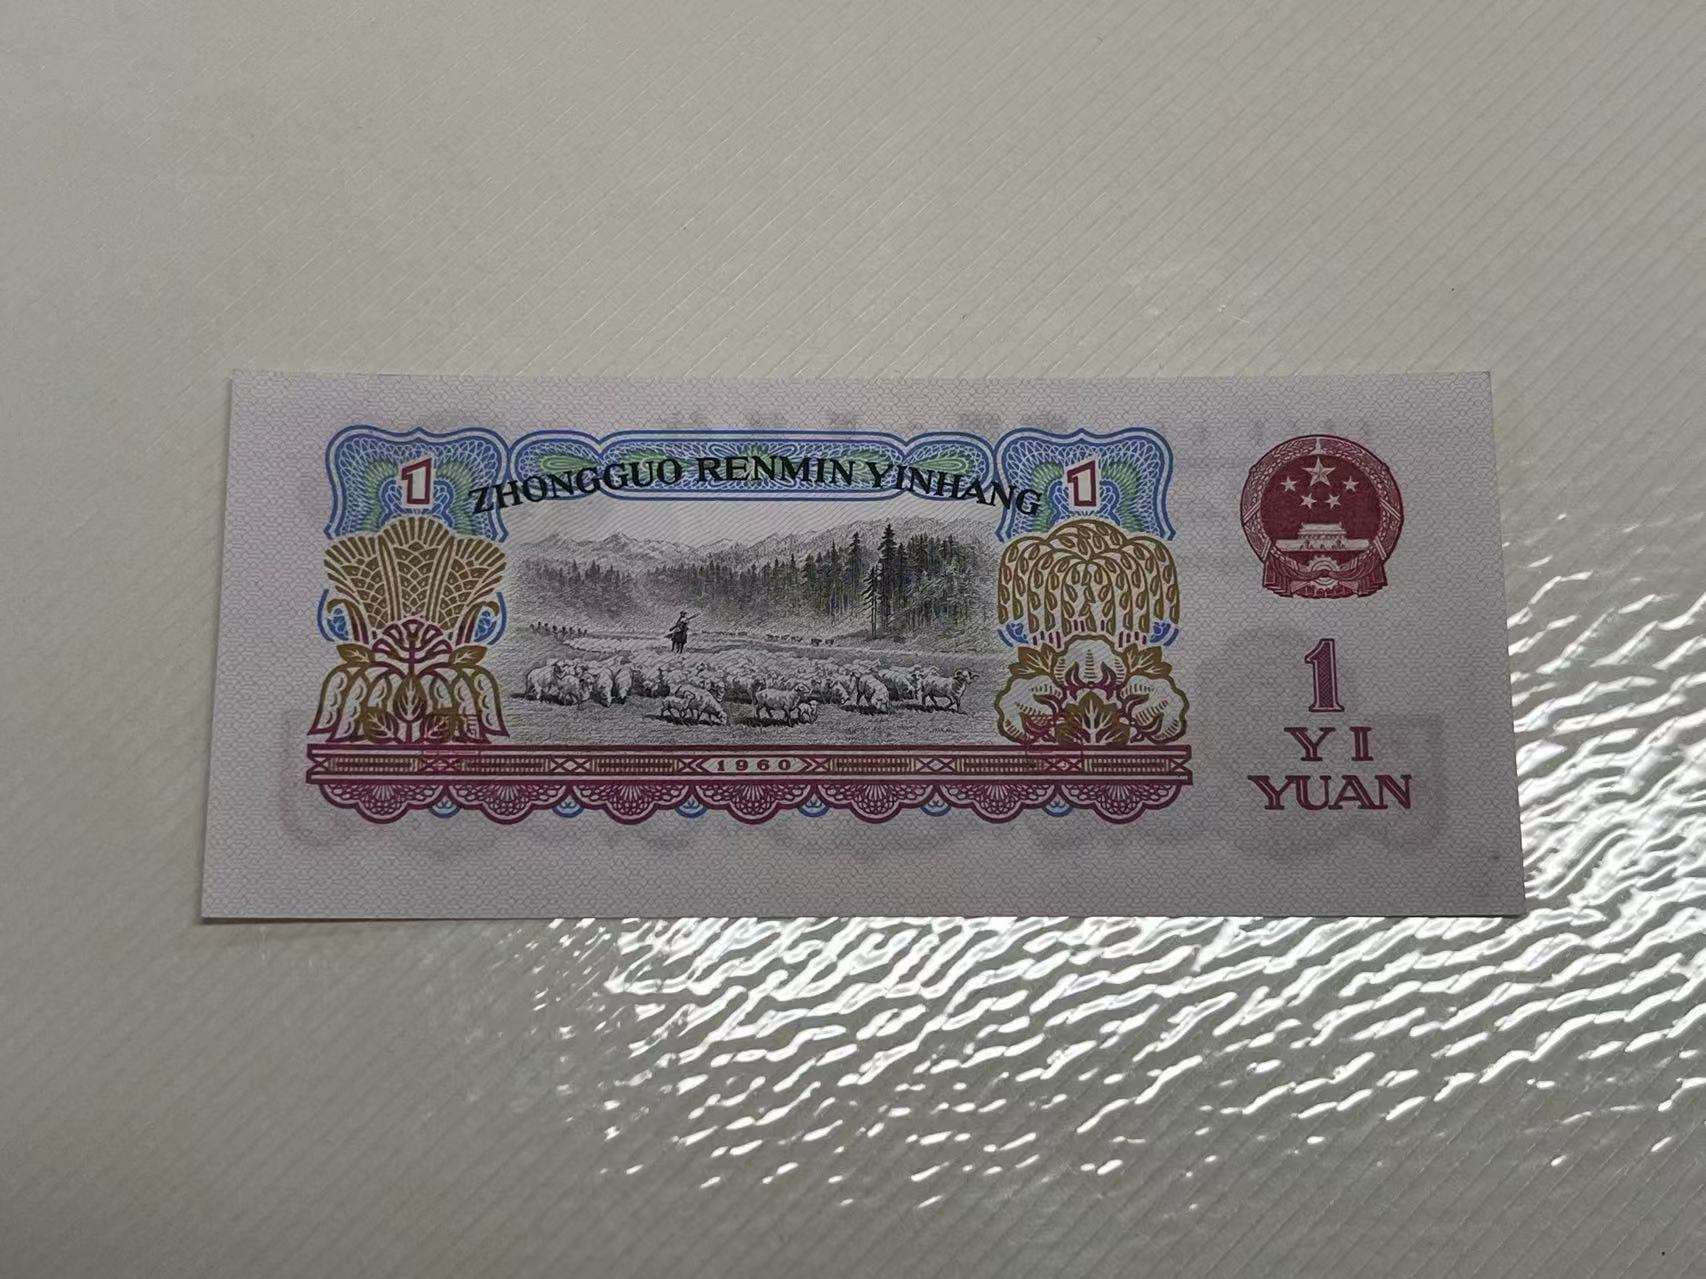 1 ZHONGGUO RENMIN YINHANG 1
1960
1
YI
YUAN